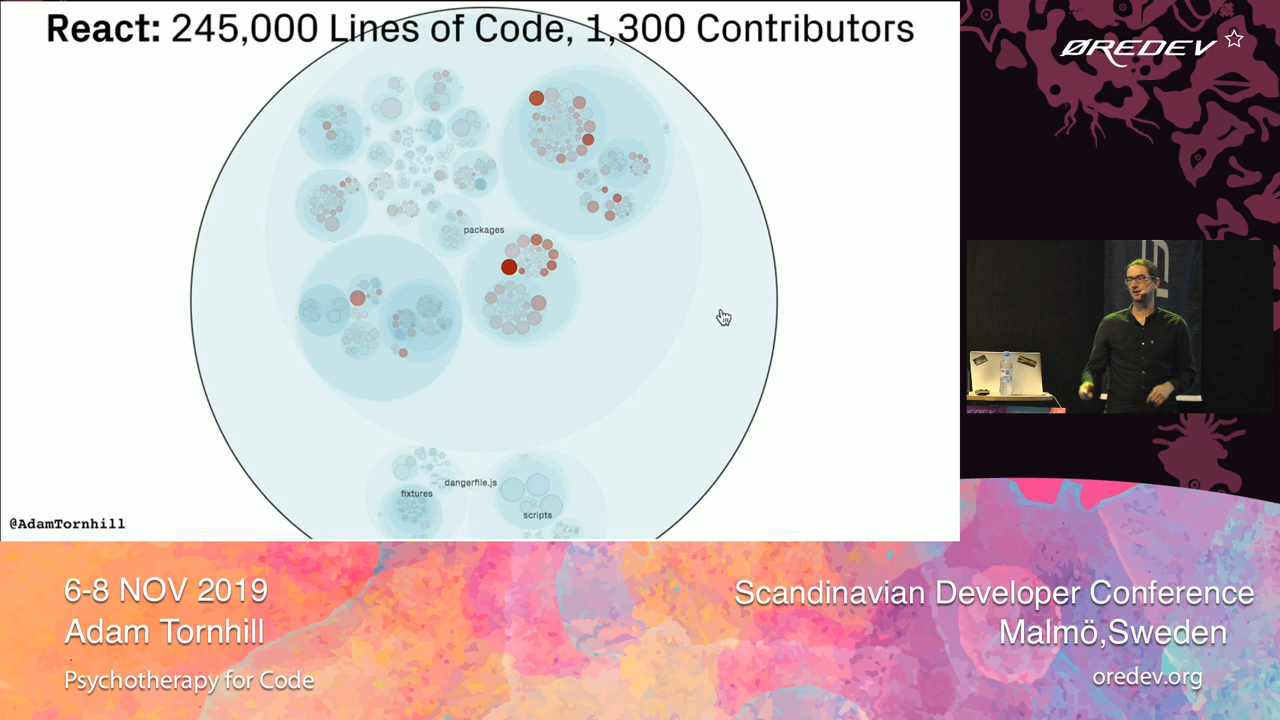 React: 245,000 Lines of Code, 1,300 Contributors
ØREDEV
packages
dangerfile.js
fixtures
scripts
@AdamTornhill
6-8 NOV 2019
Adam Tornhill
Psychotherapy for Code
Scandinavian Developer Conference
Malmö,Sweden
oredev.org